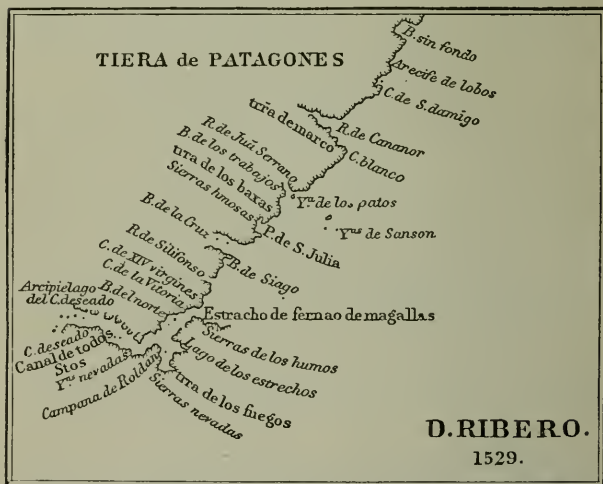 TIERA de PATAGONES
B. sin fondo
Arecife de lobos
C. de S. damigo
trr̃a de marco
R. de Cananor
C. blanco
R. de Juã Serrano
B. de los trabajos
trra de los baxas
Sierras hmosas
Yᵃ. de los patos
Yᵃˢ de Sanson
B. de la Cruz
P. de S. Julia
R. de Silifonso
C. de XIV virgines
C. de la Vitoria
B. de Siago
Arcipielago
del C. deseado
B. del norte
Estracho de fernao de magallas
C. deseado
Canal de todos
Stos
Yᵃˢ nevadas
Campana de Roldan
Sierras de los humos
Lago de los estrechos
trra de los fuegos
Sierras nevadas
D. RIBERO.
1529.